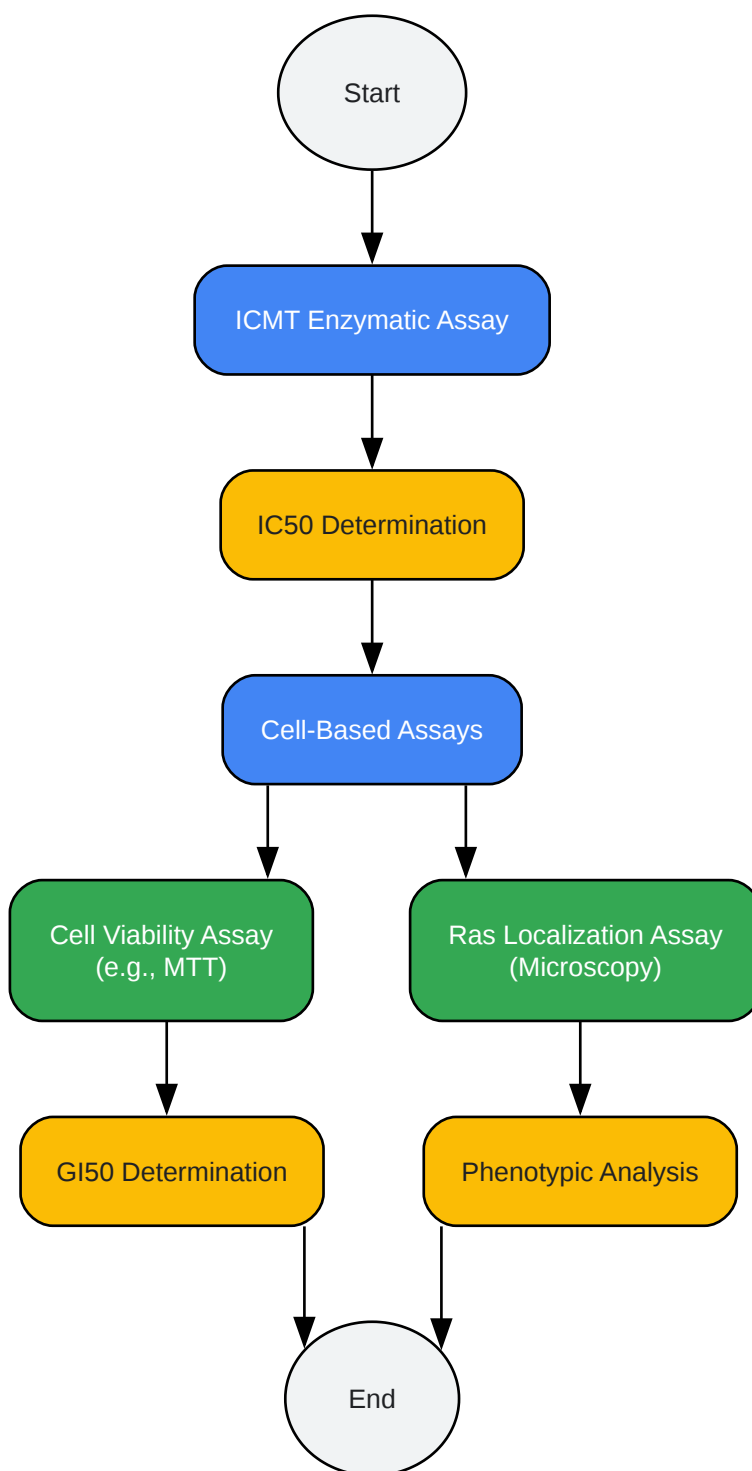 Start
ICMT Enzymatic Assay
IC50 Determination
Cell-Based Assays
Cell Viability Assay
(e.g., MTT)
Ras Localization Assay
(Microscopy)
GI50 Determination
Phenotypic Analysis
End